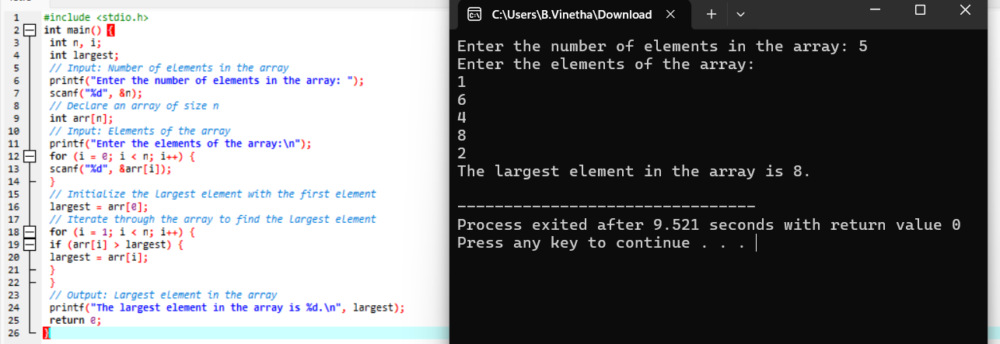 1 #include <stdio.h>
2 int main() {
3 int n, i;
4 int largest;
5 // Input: Number of elements in the array
6 printf("Enter the number of elements in the array: ");
7 scanf("%d", &n);
8 // Declare an array of size n
9 int arr[n];
10 // Input: Elements of the array
11 printf("Enter the elements of the array:\n");
12 for (i = 0; i < n; i++) {
13 scanf("%d", &arr[i]);
14 }
15 // Initialize the largest element with the first element
16 largest = arr[0];
17 // Iterate through the array to find the largest element
18 for (i = 1; i < n; i++) {
19 if (arr[i] > largest) {
20 largest = arr[i];
21 }
22 }
23 // Output: Largest element in the array
24 printf("The largest element in the array is %d.\n", largest);
25 return 0;
26 }
C:\Users\B.Vinetha\Download
Enter the number of elements in the array: 5
Enter the elements of the array:
1
6
4
8
2
The largest element in the array is 8.
--------------------------------
Process exited after 9.521 seconds with return value 0
Press any key to continue . . .